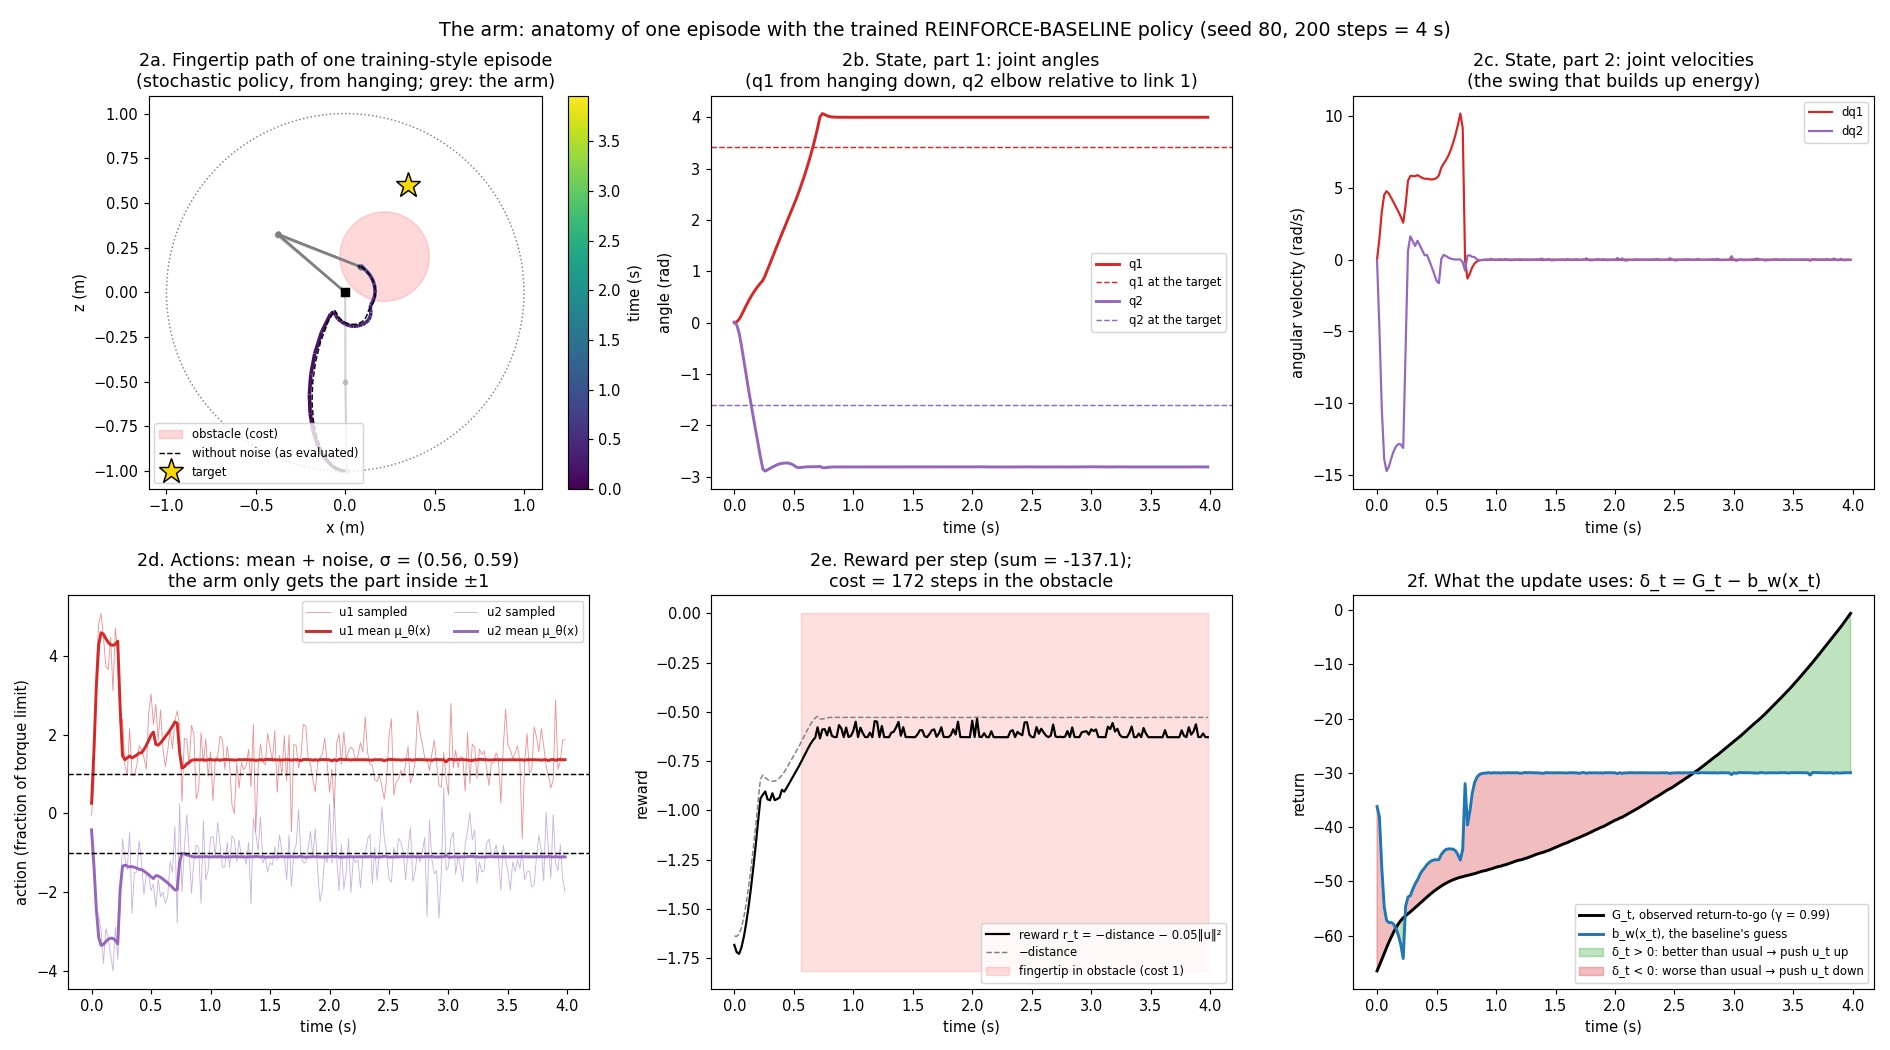 The arm: anatomy of one episode with the trained REINFORCE-BASELINE policy (seed 80, 200 steps = 4 s)
2a. Fingertip path of one training-style episode
(stochastic policy, from hanging; grey: the arm)
1.00
0.75
0.50
0.25
0.00
−0.25
−0.50
−0.75
−1.00
z (m)
−1.0
−0.5
0.0
0.5
1.0
x (m)
obstacle (cost)
without noise (as evaluated)
target
3.5
3.0
2.5
2.0
1.5
1.0
0.5
0.0
time (s)
2b. State, part 1: joint angles
(q1 from hanging down, q2 elbow relative to link 1)
4
3
2
1
0
−1
−2
−3
angle (rad)
0.0
0.5
1.0
1.5
2.0
2.5
3.0
3.5
4.0
time (s)
q1
q1 at the target
q2
q2 at the target
2c. State, part 2: joint velocities
(the swing that builds up energy)
10
5
0
−5
−10
−15
angular velocity (rad/s)
0.0
0.5
1.0
1.5
2.0
2.5
3.0
3.5
4.0
time (s)
dq1
dq2
2d. Actions: mean + noise, σ = (0.56, 0.59)
the arm only gets the part inside ±1
4
2
0
−2
−4
action (fraction of torque limit)
0.0
0.5
1.0
1.5
2.0
2.5
3.0
3.5
4.0
time (s)
u1 sampled
u1 mean μ_θ(x)
u2 sampled
u2 mean μ_θ(x)
2e. Reward per step (sum = -137.1);
cost = 172 steps in the obstacle
0.00
−0.25
−0.50
−0.75
−1.00
−1.25
−1.50
−1.75
reward
0.0
0.5
1.0
1.5
2.0
2.5
3.0
3.5
4.0
time (s)
reward r_t = −distance − 0.05‖u‖²
−distance
fingertip in obstacle (cost 1)
2f. What the update uses: δ_t = G_t − b_w(x_t)
0
−10
−20
−30
−40
−50
−60
return
0.0
0.5
1.0
1.5
2.0
2.5
3.0
3.5
4.0
time (s)
G_t, observed return-to-go (γ = 0.99)
b_w(x_t), the baseline's guess
δ_t > 0: better than usual → push u_t up
δ_t < 0: worse than usual → push u_t down